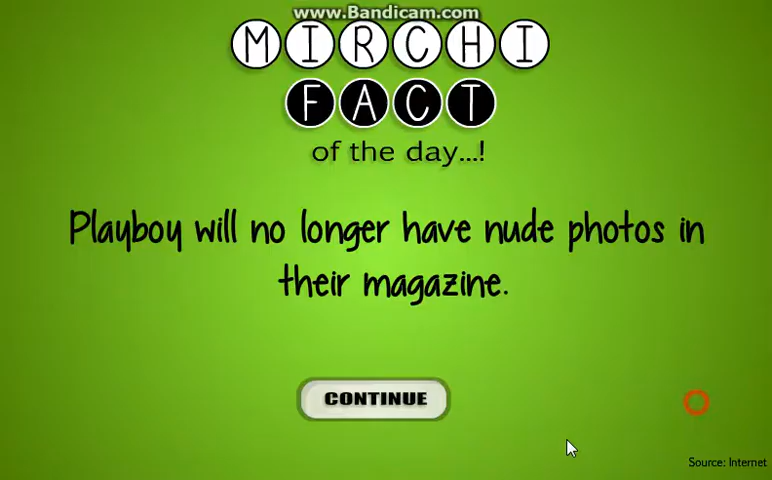 www.Bandicam.com
MIRCHI
FACT
of the day...!
Playboy will no longer have nude photos in
their magazine.
CONTINUE
Source: Internet